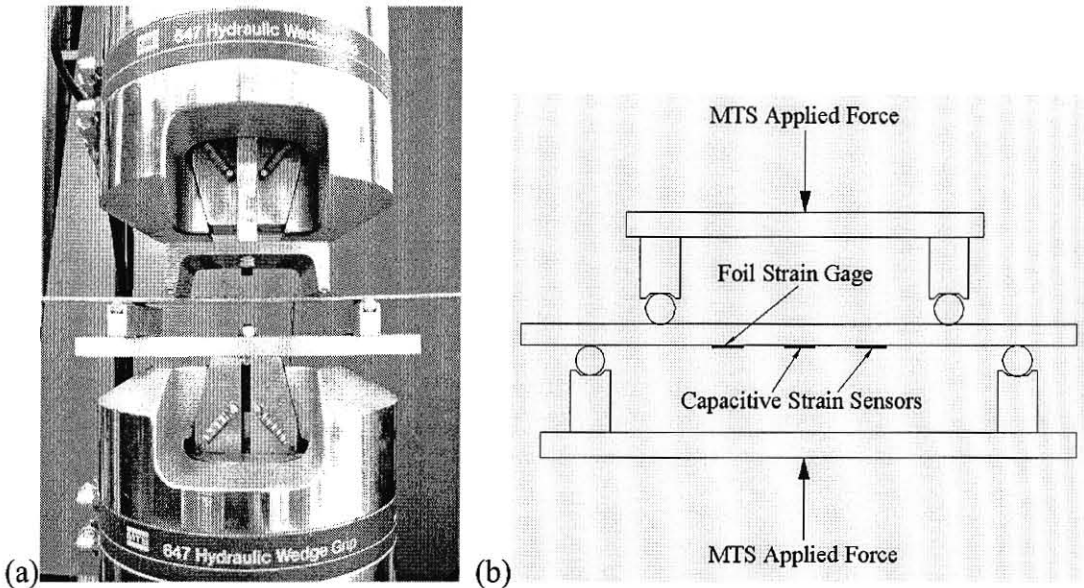 647 Hydraulic Wedge
MTS
647 Hydraulic Wedge Grip
(a)
MTS Applied Force
Foil Strain Gage
Capacitive Strain Sensors
MTS Applied Force
(b)